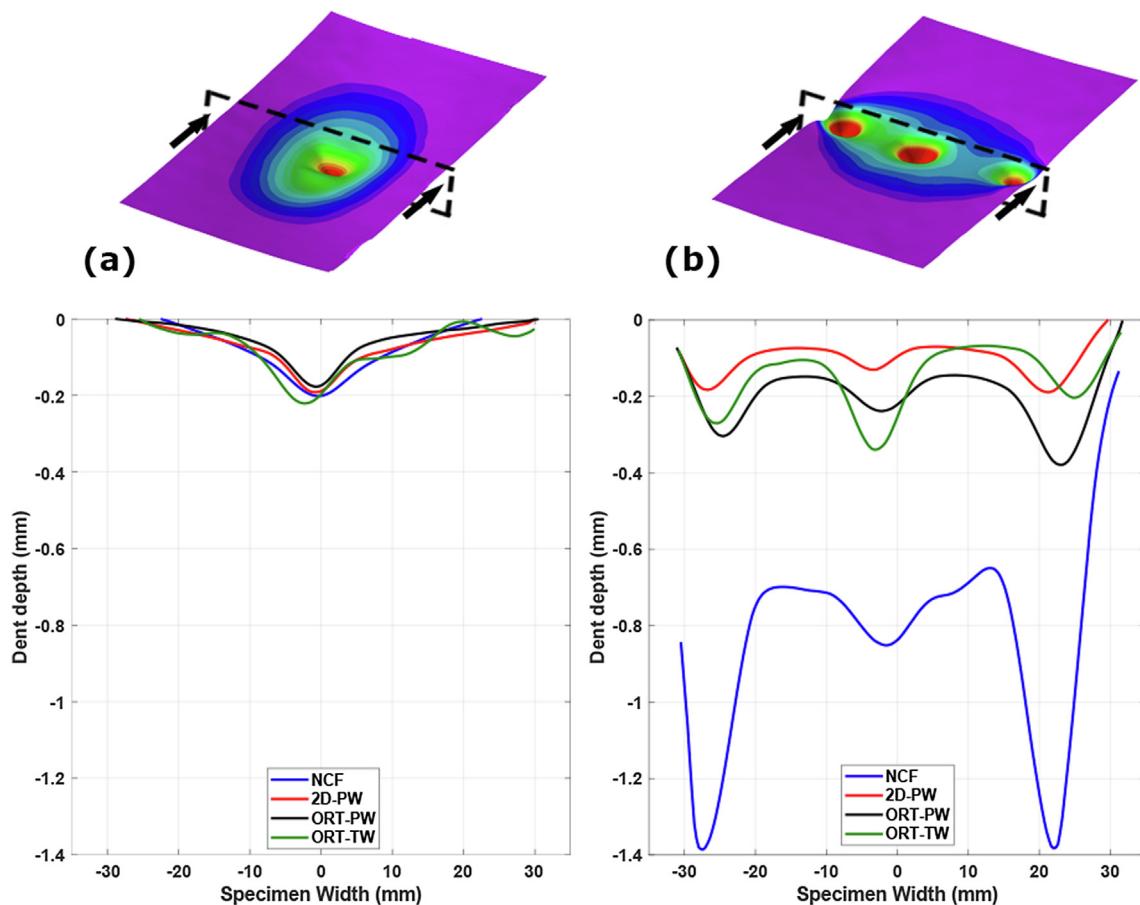 (a)
(b)
0
-0.2
-0.4
-0.6
-0.8
-1
-1.2
-1.4
Dent depth (mm)
-30 -20 -10 0 10 20 30
Specimen Width (mm)
NCF
2D-PW
ORT-PW
ORT-TW
0
-0.2
-0.4
-0.6
-0.8
-1
-1.2
-1.4
Dent depth (mm)
-30 -20 -10 0 10 20 30
Specimen Width (mm)
NCF
2D-PW
ORT-PW
ORT-TW